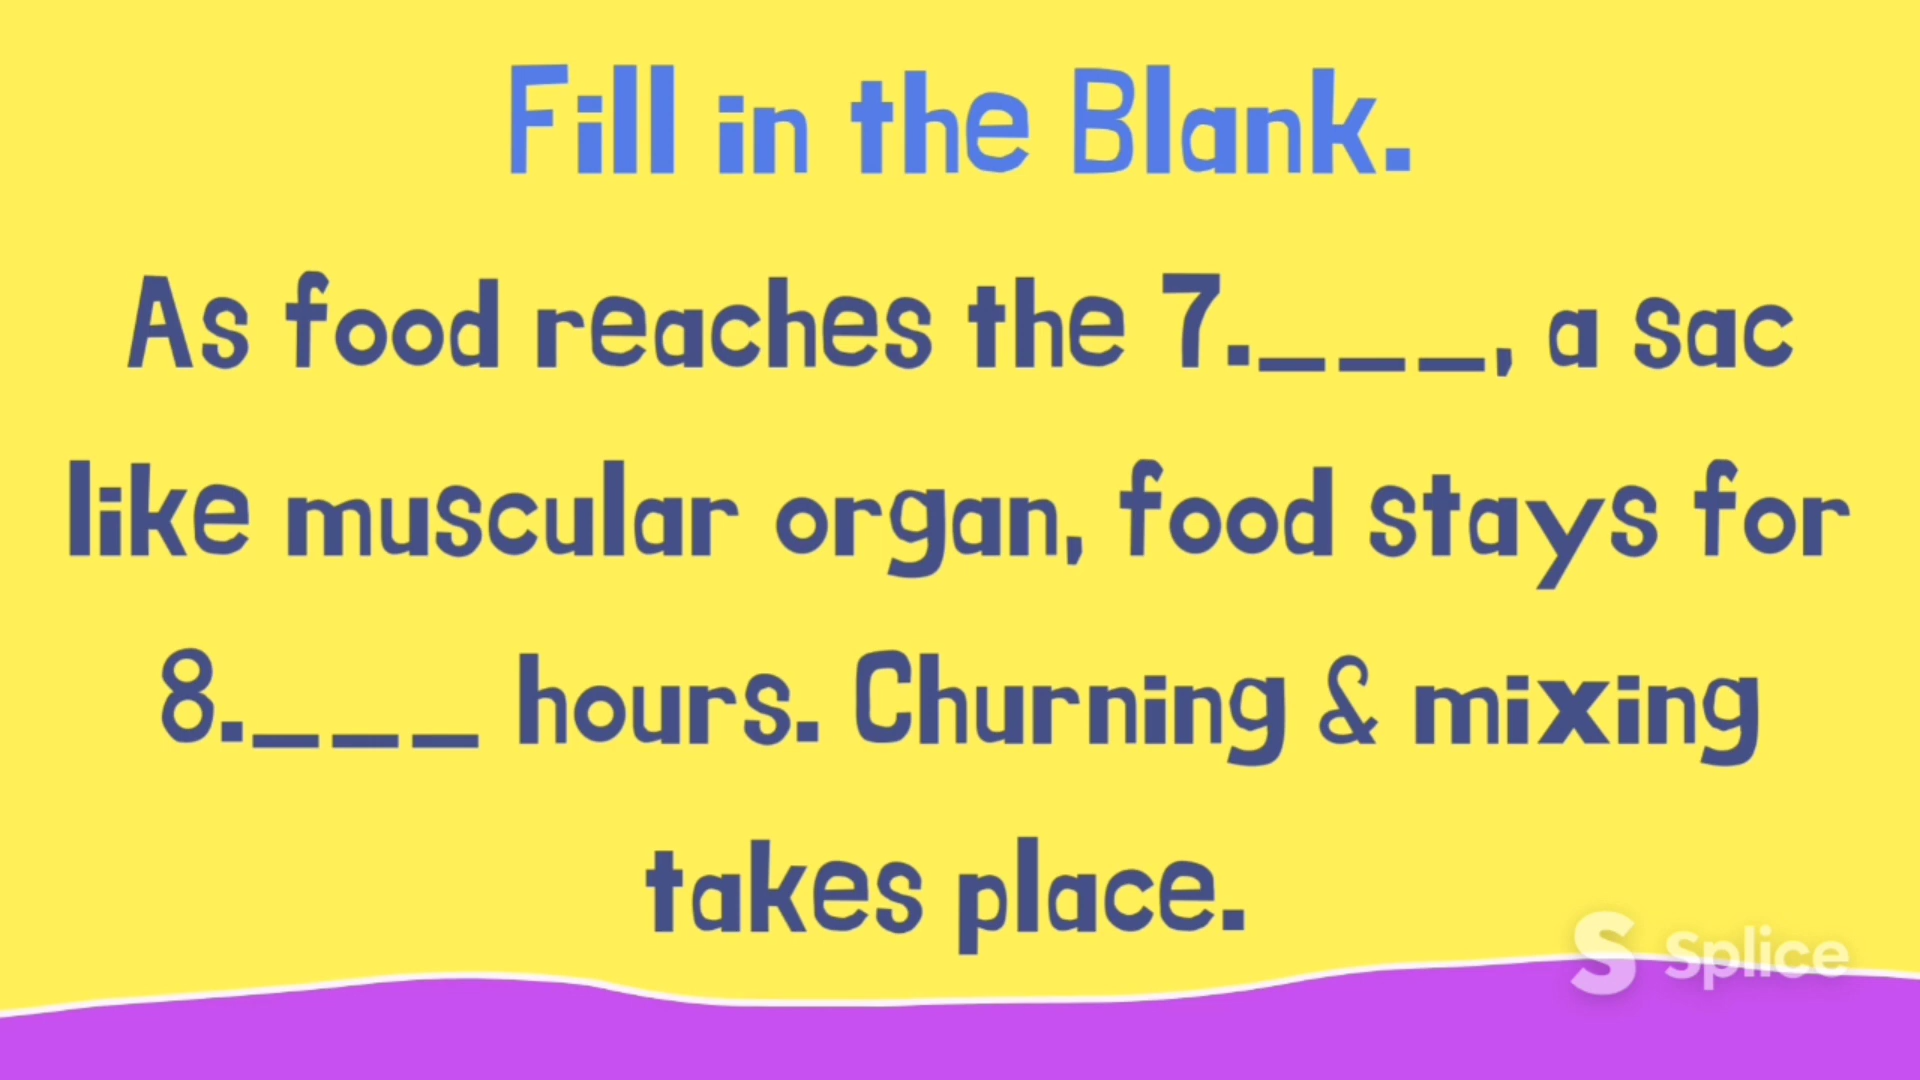 Fill in the Blank.
As food reaches the 7.___, a sac
like muscular organ, food stays for
8.___ hours. Churning & mixing
takes place.
S Splice